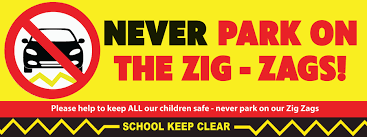 NEVER PARK ON
THE ZIG - ZAGS!
Please help to keep ALL our children safe - never park on our Zig Zags
SCHOOL KEEP CLEAR